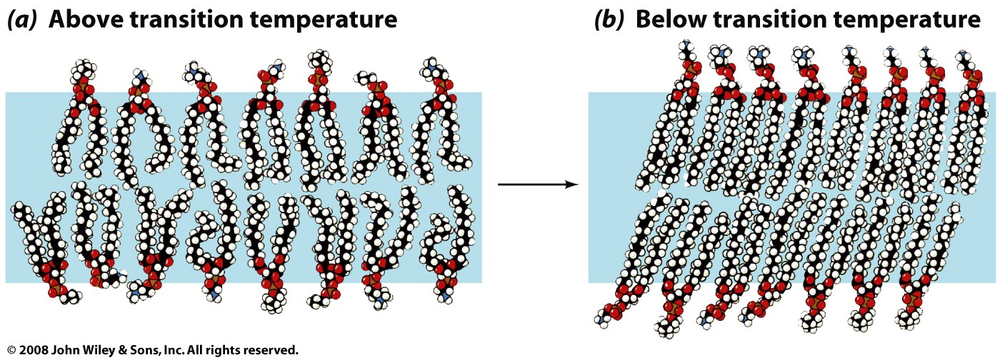 (a) Above transition temperature
(b) Below transition temperature
© 2008 John Wiley & Sons, Inc. All rights reserved.